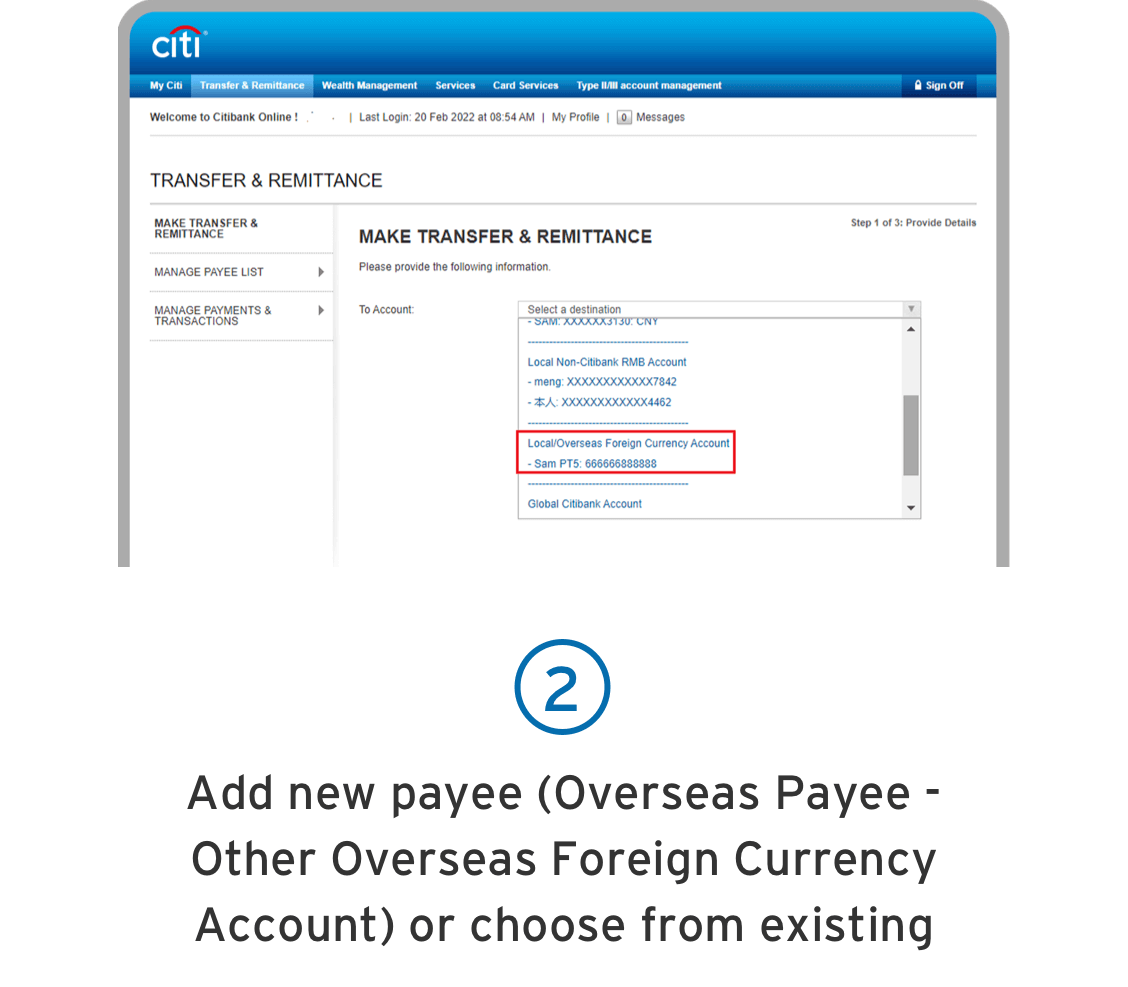 citi
My Citi Transfer & Remittance Wealth Management Services Card Services Type II/III account management Sign Off
Welcome to Citibank Online ! | Last Login: 20 Feb 2022 at 08:54 AM | My Profile | 0 Messages
TRANSFER & REMITTANCE
MAKE TRANSFER &
REMITTANCE
MANAGE PAYEE LIST
MANAGE PAYMENTS &
TRANSACTIONS
Step 1 of 3: Provide Details
MAKE TRANSFER & REMITTANCE
Please provide the following information.
To Account: Select a destination
- SAM: XXXXXX3130: CNY
--------------------------------------------
Local Non-Citibank RMB Account
- meng: XXXXXXXXXXXX7842
- 本人: XXXXXXXXXXXX4462
--------------------------------------------
Local/Overseas Foreign Currency Account
- Sam PT5: 666666888888
--------------------------------------------
Global Citibank Account
2
Add new payee (Overseas Payee -
Other Overseas Foreign Currency
Account) or choose from existing